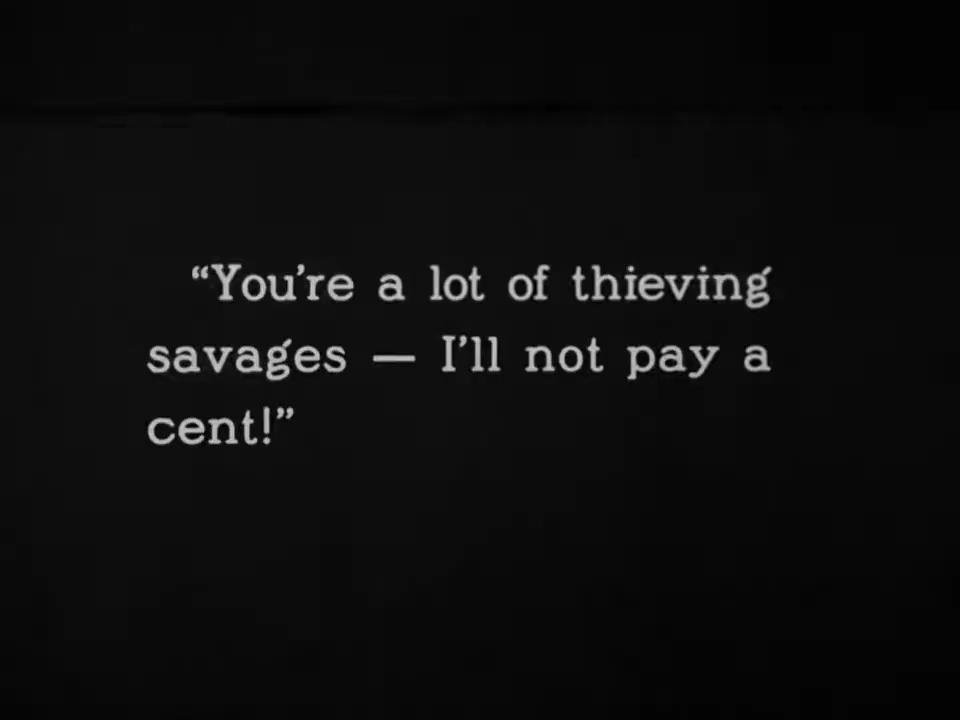 “You’re a lot of thieving
savages — I’ll not pay a
cent!”